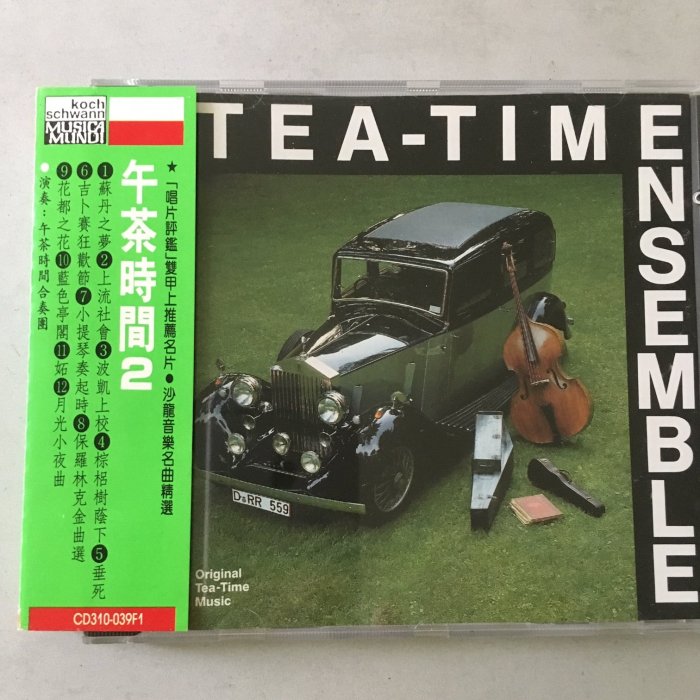 koch
schwann
MUSICA
MUNDI
★「唱片評鑑」雙甲上推薦名片●沙龍音樂名曲精選
午茶時間2
❶蘇丹之夢❷上流社會❸波凱上校❹棕梠樹蔭下❺垂死
❻吉卜賽狂歡節❼小提琴奏起時❽保羅林克金曲選
❾花都之花❿藍色亭閣⓫妬⓬月光小夜曲
●演奏：午茶時間合奏團
CD310-039F1
TEA-TIM
ENSEMBLE
DsRR 559
Original
Tea-Time
Music